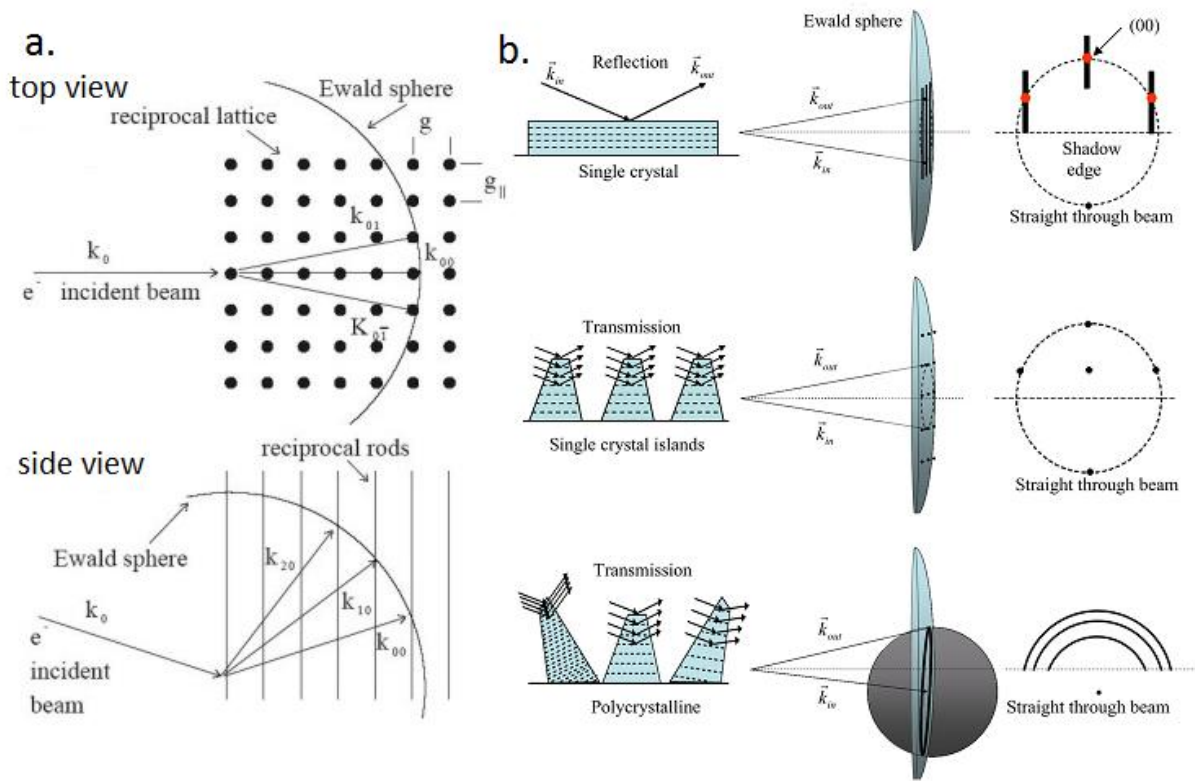 a.
top view
Ewald sphere
reciprocal lattice
g
g||
k01
k00
k0
e- incident beam
K01̅
side view
reciprocal rods
Ewald sphere
k20
k10
k0
k00
e-
incident
beam
b.
Ewald sphere
(00)
Reflection
k⃗in
k⃗out
k⃗out
k⃗in
Single crystal
Shadow
edge
Straight through beam
Transmission
k⃗out
k⃗in
Single crystal islands
Straight through beam
Transmission
k⃗out
k⃗in
Polycrystalline
Straight through beam